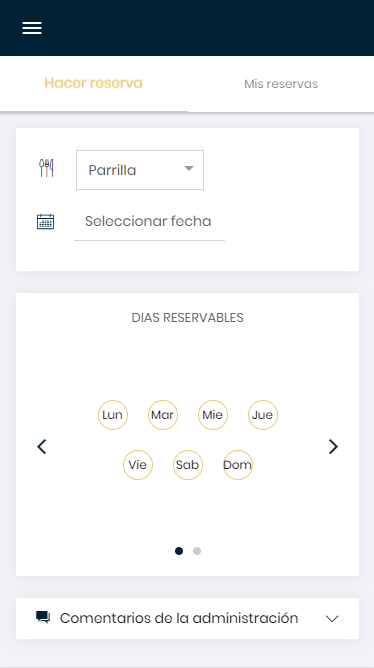 Hacer reserva
Mis reservas
Parrilla
Seleccionar fecha
DIAS RESERVABLES
Lun Mar Mie Jue
Vie Sab Dom
Comentarios de la administración